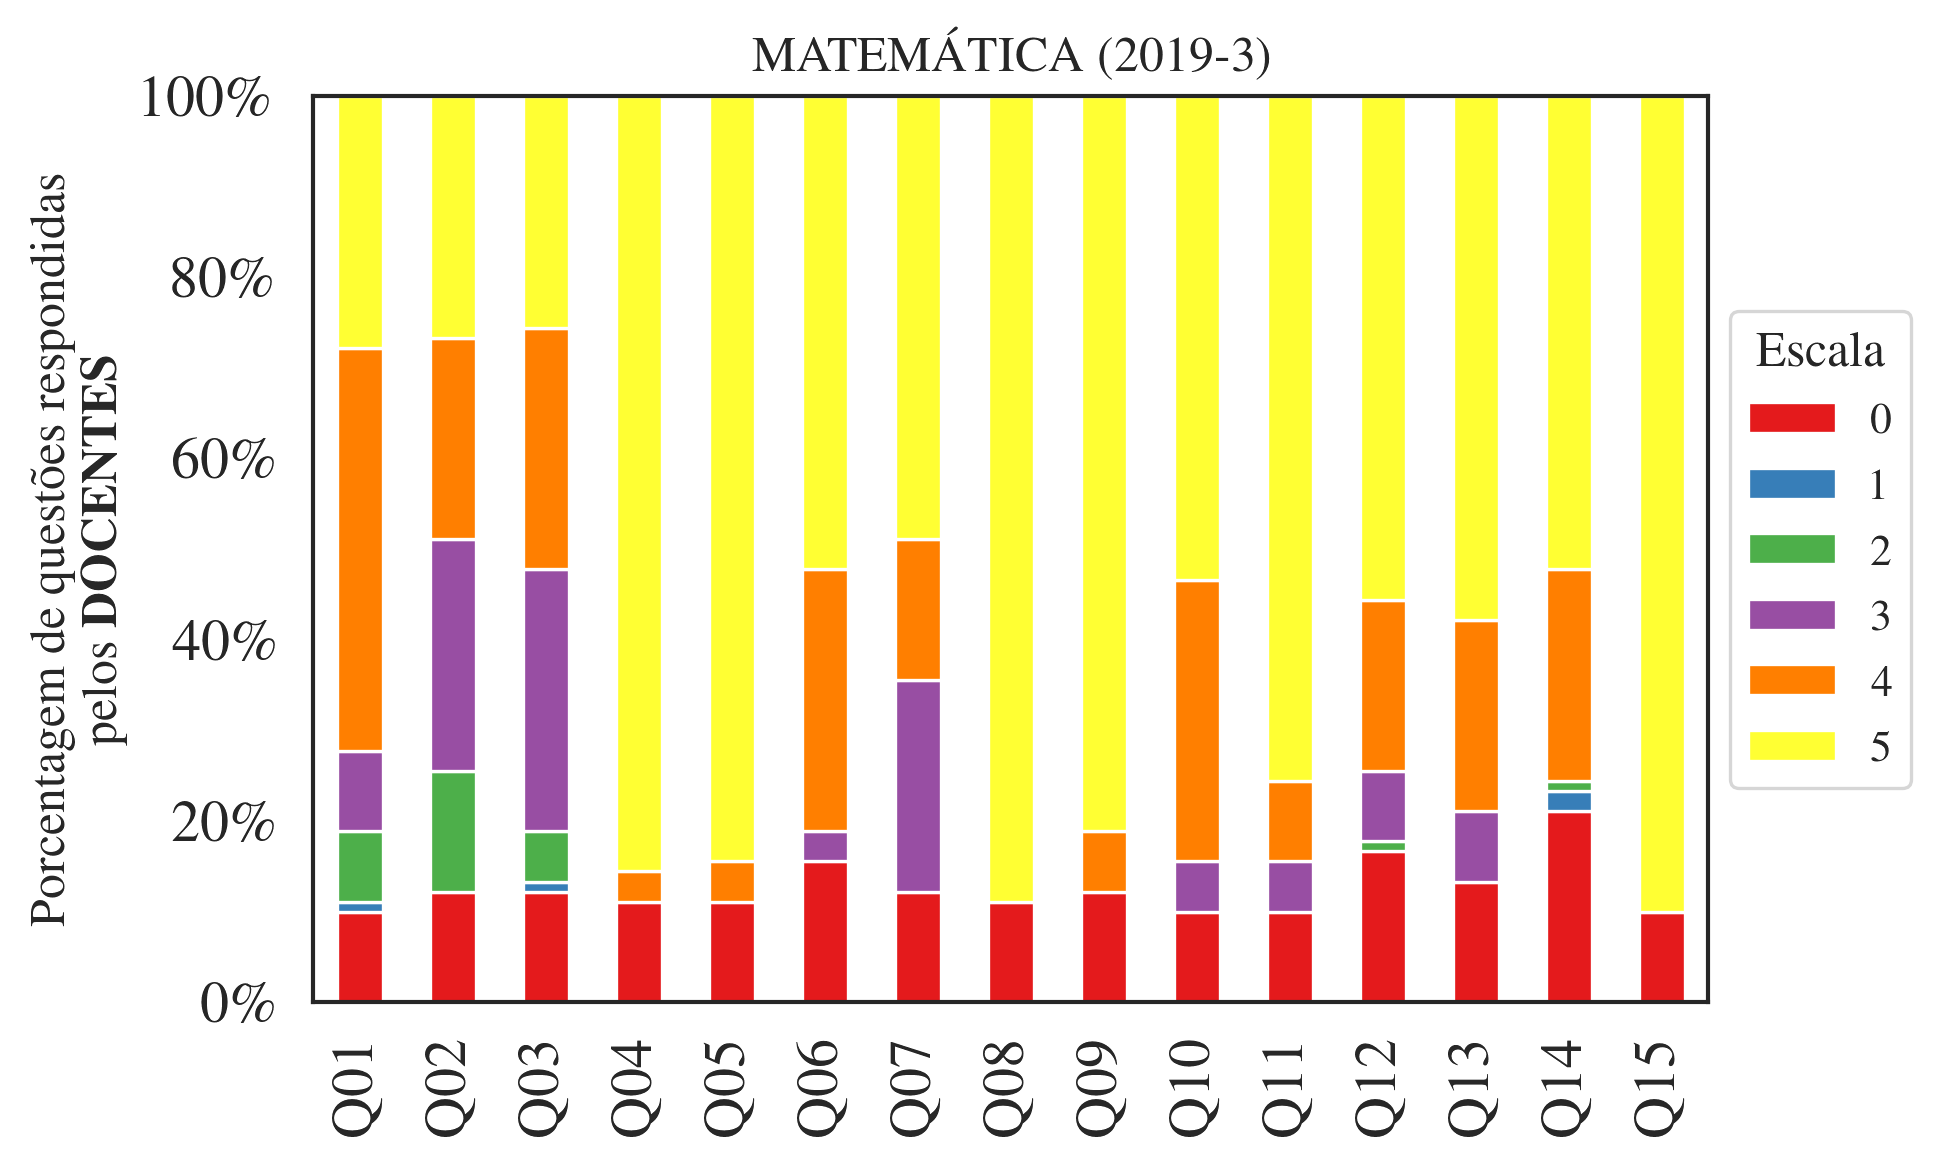 MATEMÁTICA (2019-3)
Porcentagem de questões respondidas
pelos DOCENTES
100%
80%
60%
40%
20%
0%
Q01
Q02
Q03
Q04
Q05
Q06
Q07
Q08
Q09
Q10
Q11
Q12
Q13
Q14
Q15
Escala
0
1
2
3
4
5